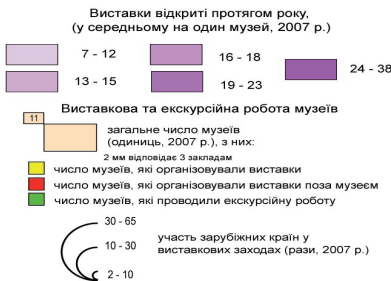 Виставки відкриті протягом року,
(у середньому на один музей, 2007 р.)
7 - 12
16 - 18
24 - 38
13 - 15
19 - 23
Виставкова та екскурсійна робота музеїв
11
загальне число музеїв
(одиниць, 2007 р.), з них:
2 мм відповідає 3 закладам
число музеїв, які організовували виставки
число музеїв, які організовували виставки поза музеєм
число музеїв, які проводили екскурсійну роботу
30 - 65
10 - 30
2 - 10
участь зарубіжних країн у
виставкових заходах (рази, 2007 р.)